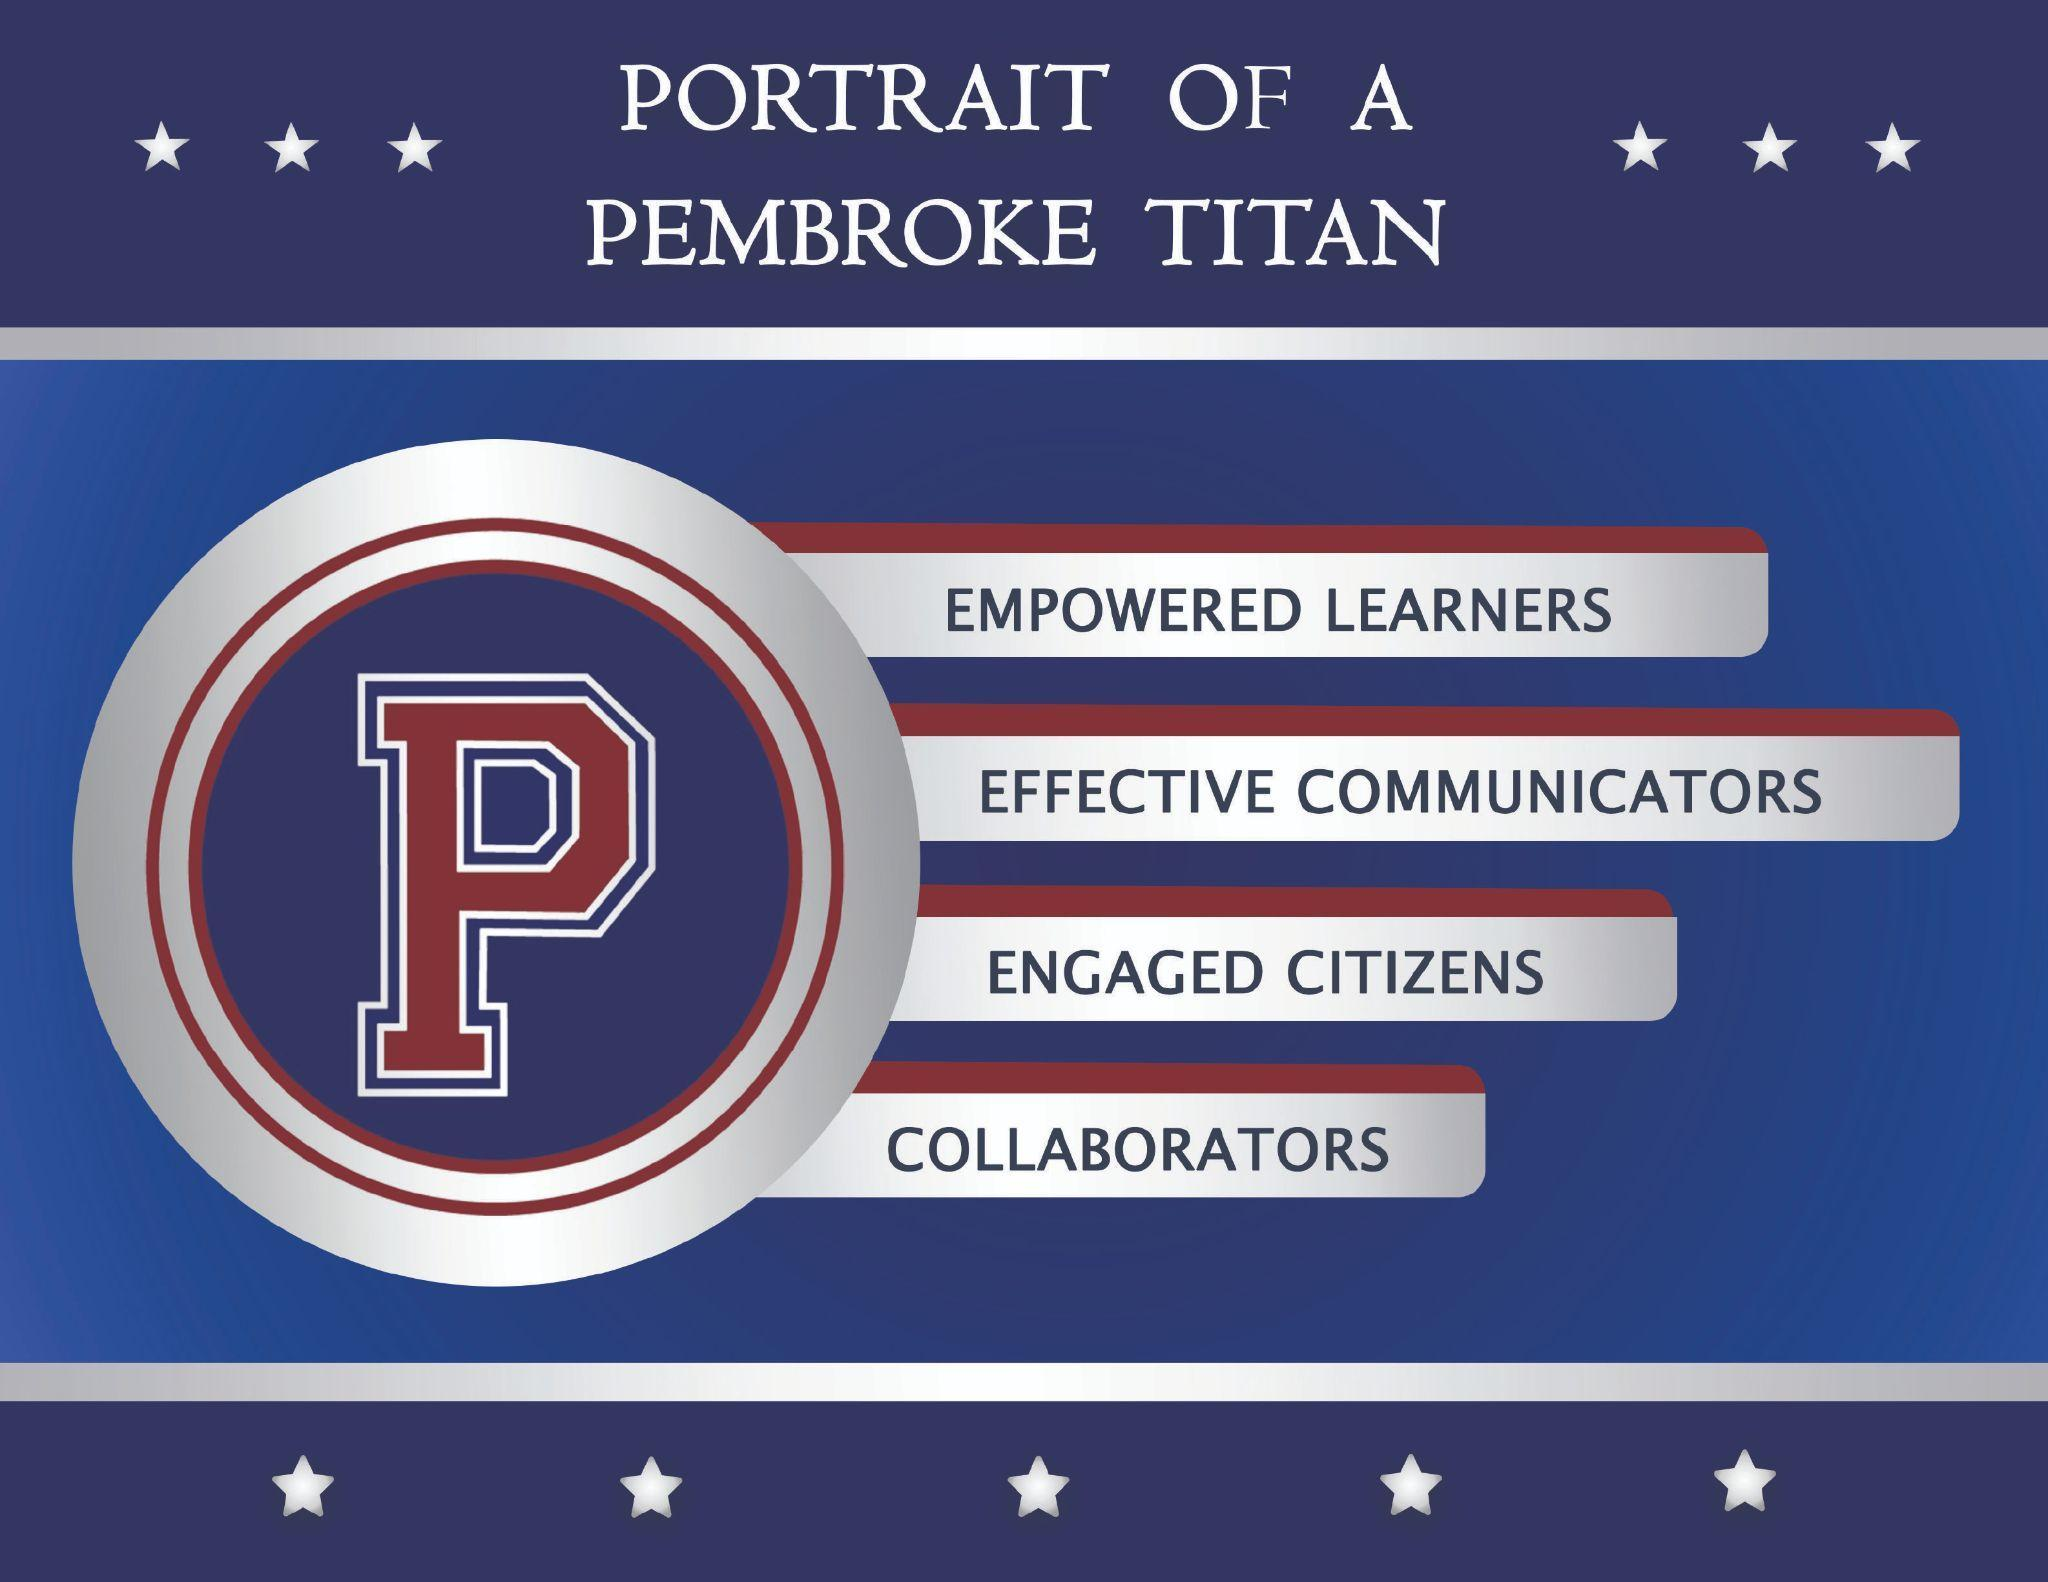 PORTRAIT OF A
PEMBROKE TITAN
P
EMPOWERED LEARNERS
EFFECTIVE COMMUNICATORS
ENGAGED CITIZENS
COLLABORATORS